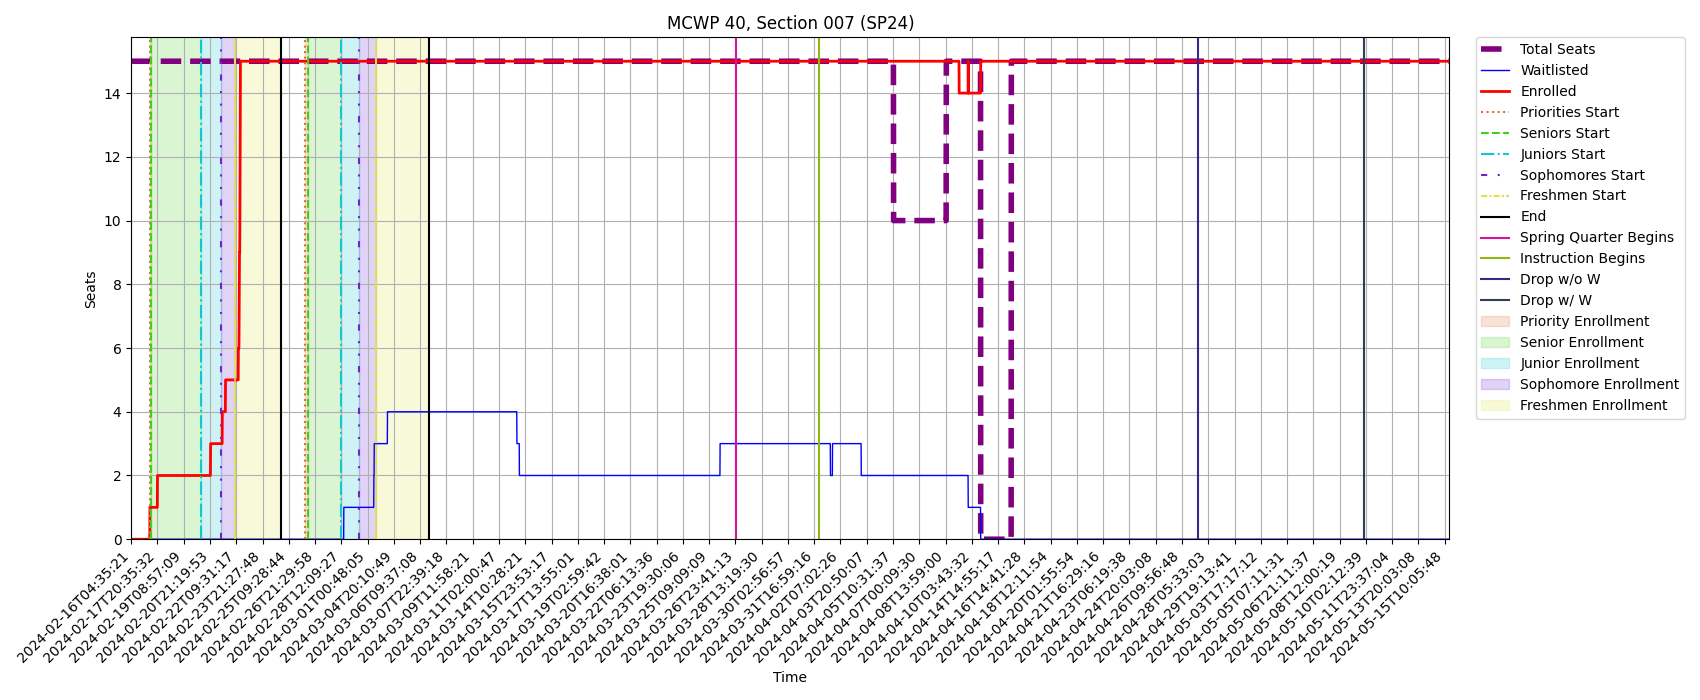 MCWP 40, Section 007 (SP24)
Seats
14
12
10
8
6
4
2
0
2024-02-16T04:35:21
2024-02-17T20:35:32
2024-02-19T08:57:09
2024-02-20T21:19:53
2024-02-22T09:31:17
2024-02-23T21:27:48
2024-02-25T09:28:44
2024-02-26T21:29:58
2024-02-28T12:09:27
2024-03-01T00:48:05
2024-03-04T20:10:49
2024-03-06T09:37:08
2024-03-07T22:39:18
2024-03-09T11:58:21
2024-03-11T02:00:47
2024-03-14T10:28:21
2024-03-15T23:53:17
2024-03-17T13:55:01
2024-03-19T02:59:42
2024-03-20T16:38:01
2024-03-22T06:13:36
2024-03-23T19:30:06
2024-03-25T09:09:09
2024-03-26T23:41:13
2024-03-28T13:19:30
2024-03-30T02:56:57
2024-03-31T16:59:16
2024-04-02T07:02:26
2024-04-03T20:50:07
2024-04-05T10:31:37
2024-04-07T00:09:30
2024-04-08T13:59:00
2024-04-10T03:43:32
2024-04-14T14:55:17
2024-04-16T14:41:28
2024-04-18T12:11:54
2024-04-20T01:55:54
2024-04-21T16:29:16
2024-04-23T06:19:38
2024-04-24T20:03:08
2024-04-26T09:56:48
2024-04-28T05:33:03
2024-04-29T19:13:41
2024-05-03T17:17:12
2024-05-05T07:11:31
2024-05-06T21:11:37
2024-05-08T12:00:19
2024-05-10T02:12:39
2024-05-11T23:37:04
2024-05-13T20:03:08
2024-05-15T10:05:48
Time
Total Seats
Waitlisted
Enrolled
Priorities Start
Seniors Start
Juniors Start
Sophomores Start
Freshmen Start
End
Spring Quarter Begins
Instruction Begins
Drop w/o W
Drop w/ W
Priority Enrollment
Senior Enrollment
Junior Enrollment
Sophomore Enrollment
Freshmen Enrollment